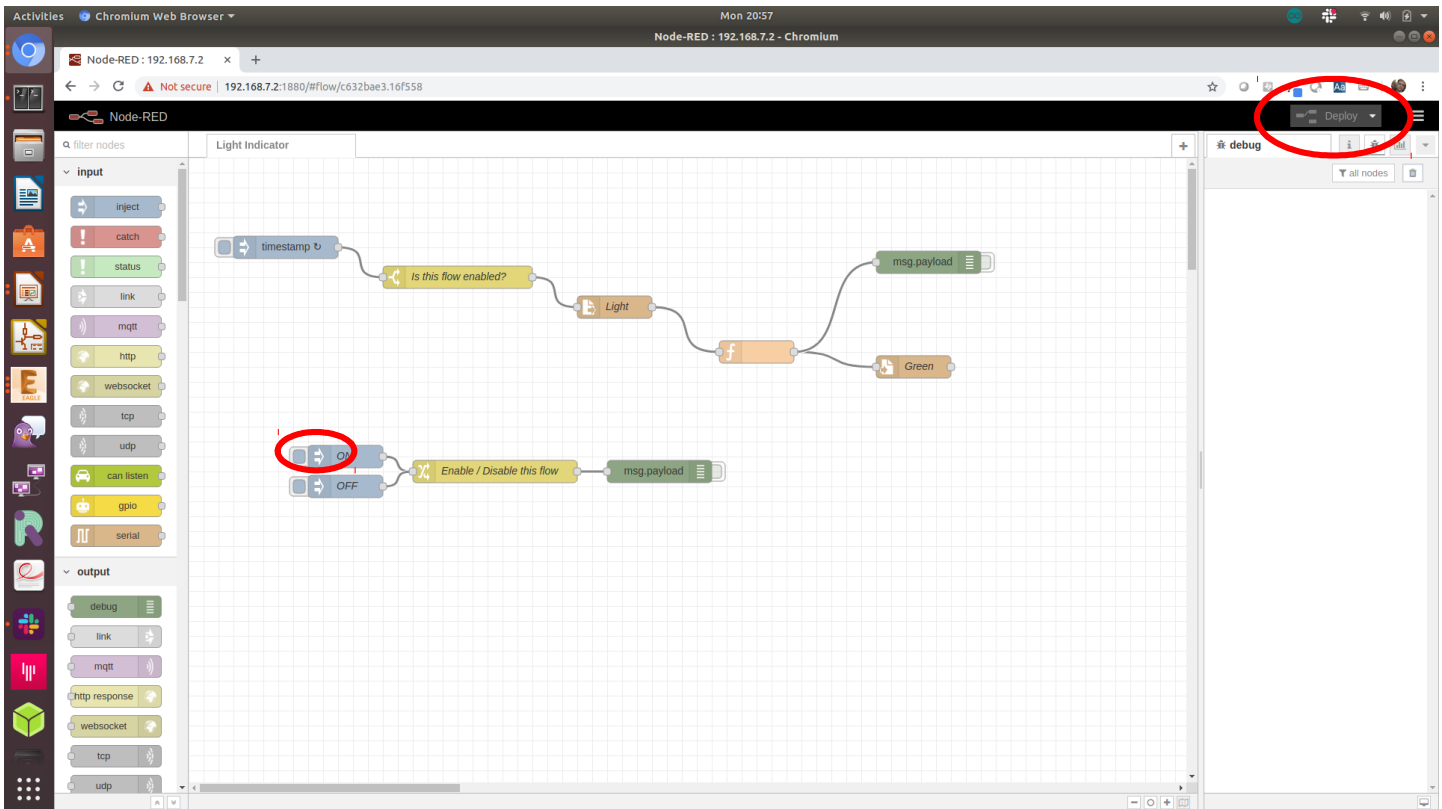 Activities Chromium Web Browser Mon 20:57
Node-RED : 192.168.7.2 - Chromium
Node-RED : 192.168.7.2 × +
Not secure | 192.168.7.2:1880/#flow/c632bae3.16f558
Node-RED Deploy
filter nodes Light Indicator + debug i
input all nodes
inject
catch
status
link
mqtt
http
websocket
tcp
udp
can listen
gpio
serial
output
debug
link
mqtt
http response
websocket
tcp
udp
timestamp ↻
Is this flow enabled?
Light
f
msg.payload
Green
ON
OFF
Enable / Disable this flow
msg.payload
EAGLE